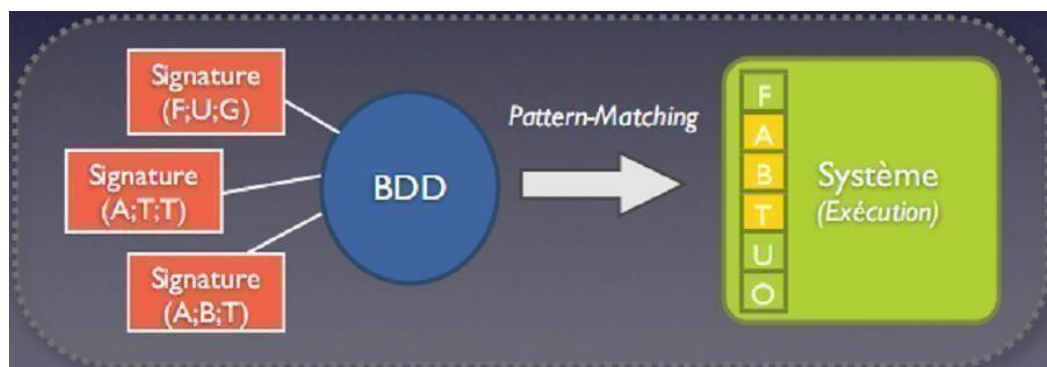 Signature
(F;U;G)
Signature
(A;T;T)
Signature
(A;B;T)
BDD
Pattern-Matching
F
A
B
T
U
O
Système
(Exécution)